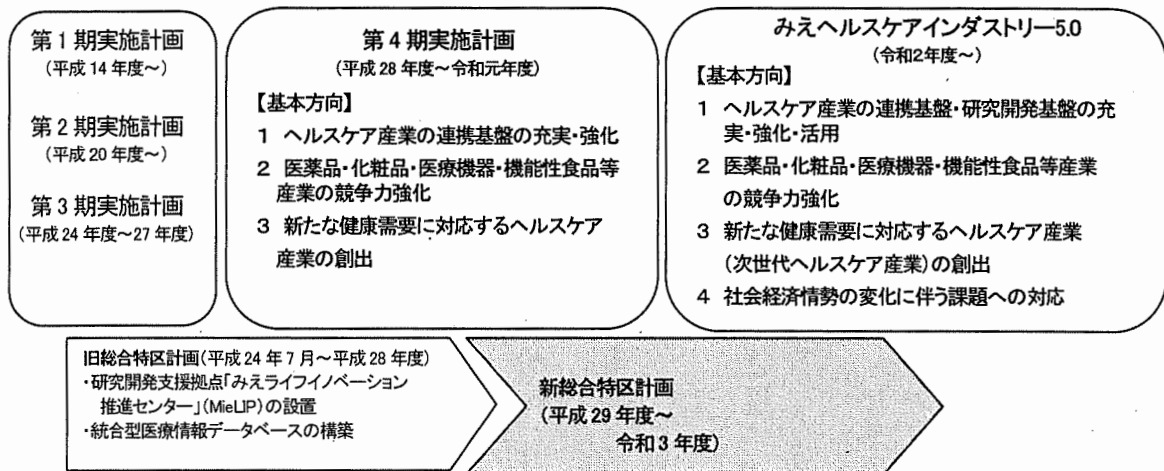 第1期実施計画
(平成 14 年度～)
第2期実施計画
(平成 20 年度～)
第3期実施計画
(平成 24 年度～27 年度)
第4期実施計画
(平成 28 年度～令和元年度)
【基本方向】
1 ヘルスケア産業の連携基盤の充実・強化
2 医薬品・化粧品・医療機器・機能性食品等
産業の競争力強化
3 新たな健康需要に対応するヘルスケア
産業の創出
みえヘルスケアインダストリー5.0
(令和2年度～)
【基本方向】
1 ヘルスケア産業の連携基盤・研究開発基盤の充
実・強化・活用
2 医薬品・化粧品・医療機器・機能性食品等産業
の競争力強化
3 新たな健康需要に対応するヘルスケア産業
(次世代ヘルスケア産業)の創出
4 社会経済情勢の変化に伴う課題への対応
旧総合特区計画(平成 24 年 7 月～平成 28 年度)
・研究開発支援拠点「みえライフイノベーション
推進センター」(MieLIP)の設置
・統合型医療情報データベースの構築
新総合特区計画
(平成 29 年度～
令和 3 年度)